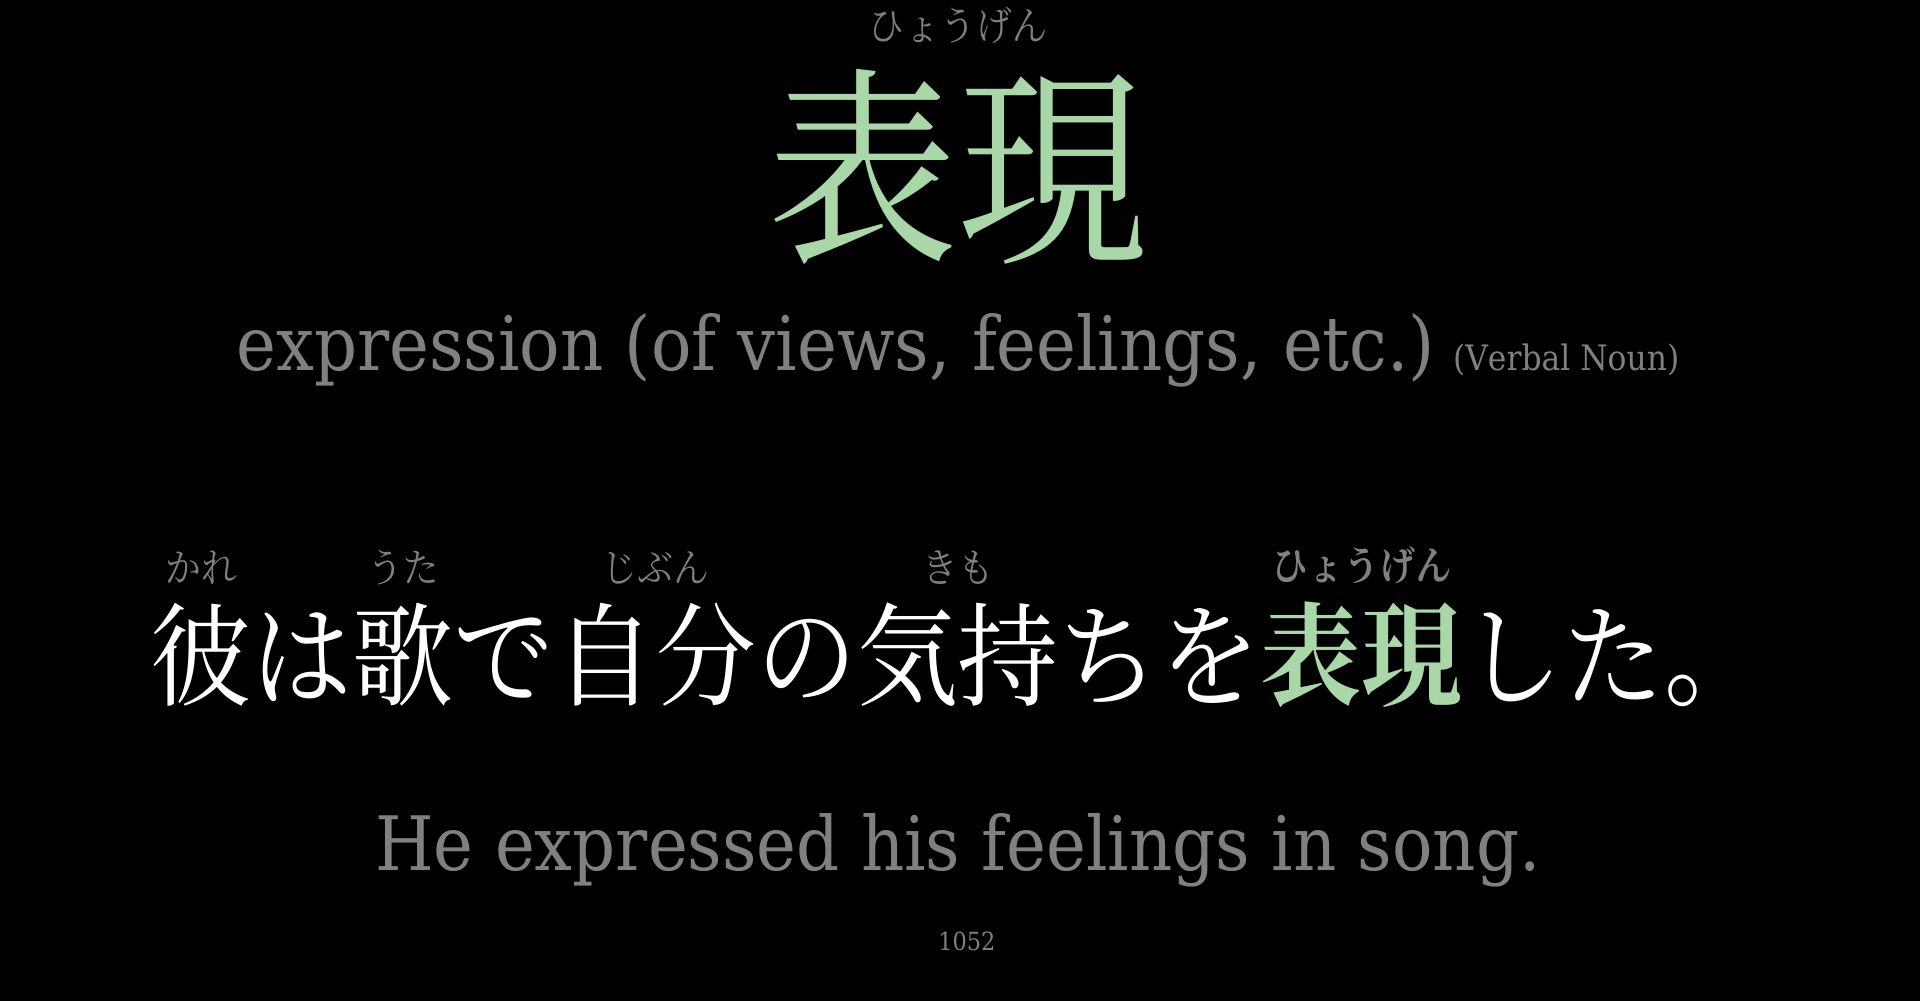 ひょうげん
表現
expression (of views, feelings, etc.) (Verbal Noun)
かれ うた じぶん きも ひょうげん
彼は歌で自分の気持ちを表現した。
He expressed his feelings in song.
1052